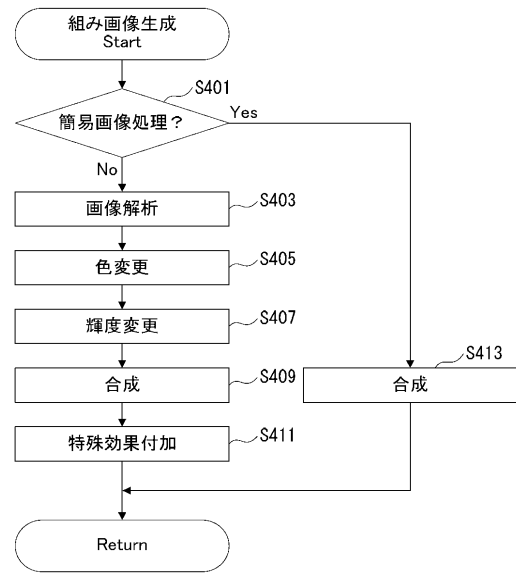 組み画像生成
Start
S401
簡易画像処理？
Yes
No
画像解析
S403
色変更
S405
輝度変更
S407
合成
S409
合成
S413
特殊効果付加
S411
Return